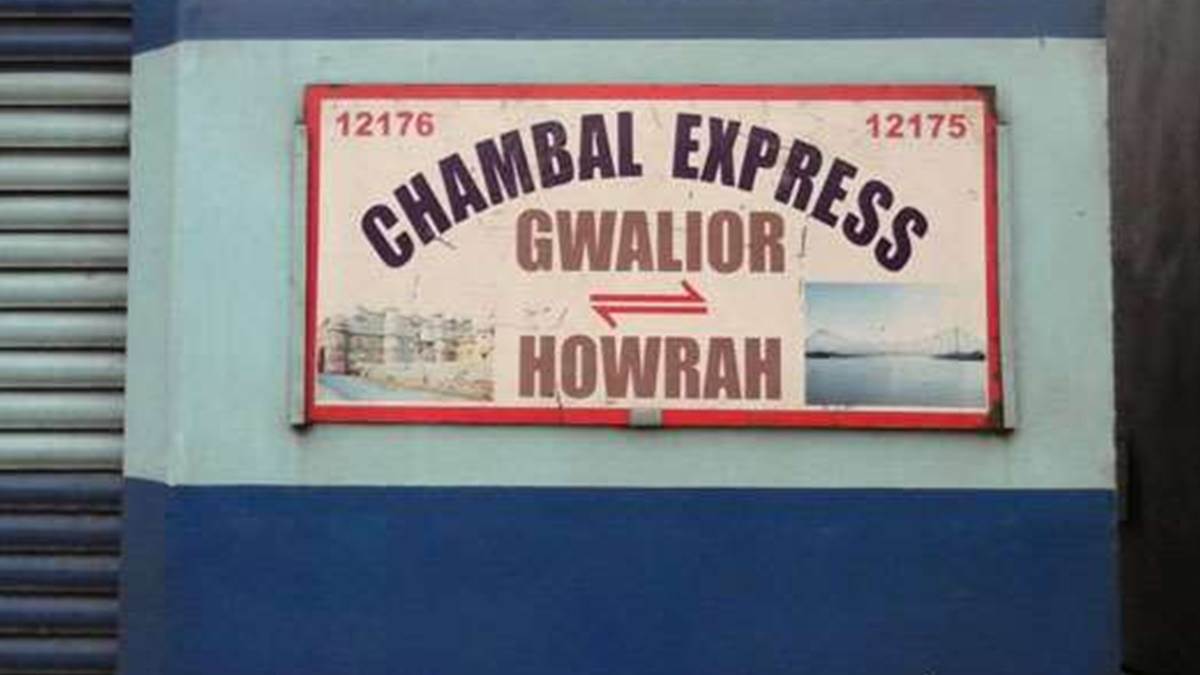 12176 12175
CHAMBAL EXPRESS
GWALIOR
HOWRAH